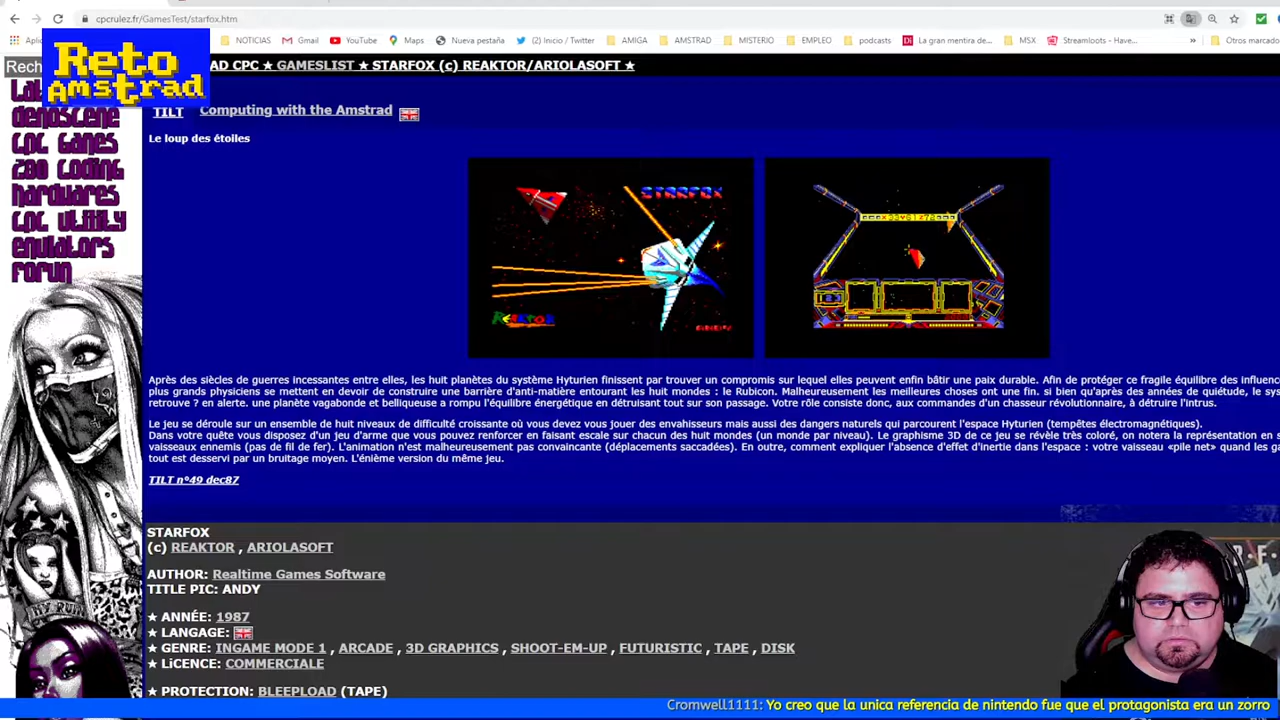 cpcrulez.fr/GamesTest/starfox.htm
NOTICIAS
Gmail
YouTube
Maps
Nueva pestaña
(2) Inicio / Twitter
AMIGA
AMSTRAD
MISTERIO
EMPLEO
podcasts
La gran mentira de...
MSX
Streamloots - Have...
»
Otros marcado
Reto
Amstrad
AD CPC ★ GAMESLIST ★ STARFOX (c) REAKTOR/ARIOLASOFT ★
Rech
demoscene
CPC Games
Z80 Coding
hardwares
CPC Utility
emulators
forum
TILT Computing with the Amstrad
Le loup des étoiles
STARFOX
REAKTOR
Après des siècles de guerres incessantes entre elles, les huit planètes du système Hyturien finissent par trouver un compromis sur lequel elles peuvent enfin bâtir une paix durable. Afin de protéger ce fragile équilibre des influenc
plus grands physiciens se mettent en devoir de construire une barrière d'anti-matière entourant les huit mondes : le Rubicon. Malheureusement les meilleures choses ont une fin. si bien qu'après des années de quiétude, le sys
retrouve ? en alerte. une planète vagabonde et belliqueuse a rompu l'équilibre énergétique en détruisant tout sur son passage. Votre rôle consiste donc, aux commandes d'un chasseur révolutionnaire, à détruire l'intrus.
Le jeu se déroule sur un ensemble de huit niveaux de difficulté croissante où vous devez vous jouer des envahisseurs mais aussi des dangers naturels qui parcourent l'espace Hyturien (tempêtes électromagnétiques).
Dans votre quête vous disposez d'un jeu d'arme que vous pouvez renforcer en faisant escale sur chacun des huit mondes (un monde par niveau). Le graphisme 3D de ce jeu se révèle très coloré, on notera la représentation en s
vaisseaux ennemis (pas de fil de fer). L'animation n'est malheureusement pas convaincante (déplacements saccadées). En outre, comment expliquer l'absence d'effet d'inertie dans l'espace : votre vaisseau «pile net» quand les ga
tout est desservi par un bruitage moyen. L'énième version du même jeu.
TILT n°49 dec87
STARFOX
(c) REAKTOR , ARIOLASOFT
AUTHOR: Realtime Games Software
TITLE PIC: ANDY
★ ANNÉE: 1987
★ LANGAGE:
★ GENRE: INGAME MODE 1 , ARCADE , 3D GRAPHICS , SHOOT-EM-UP , FUTURISTIC , TAPE , DISK
★ LiCENCE: COMMERCIALE
★ PROTECTION: BLEEPLOAD (TAPE)
Cromwell1111: Yo creo que la unica referencia de nintendo fue que el protagonista era un zorro